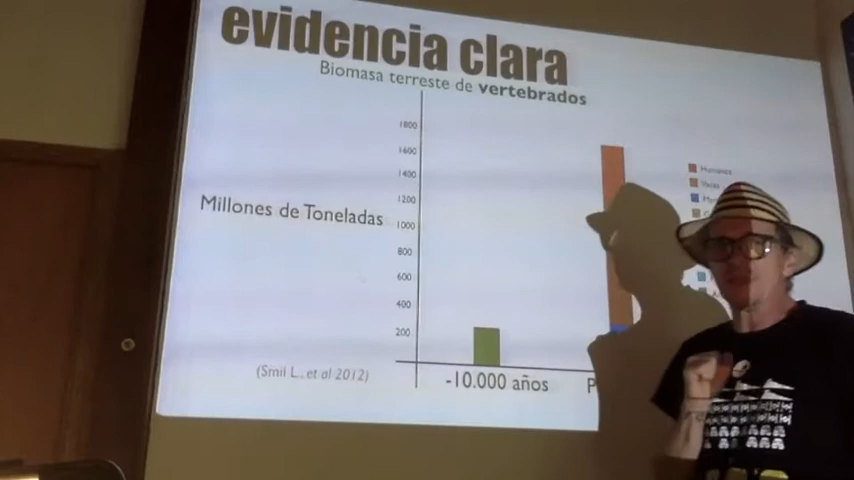 evidencia clara
Biomasa terreste de vertebrados
Millones de Toneladas
1800
1600
1400
1200
1000
800
600
400
200
Humanos
Vacas
-10.000 años
(Smil L. et al 2012)